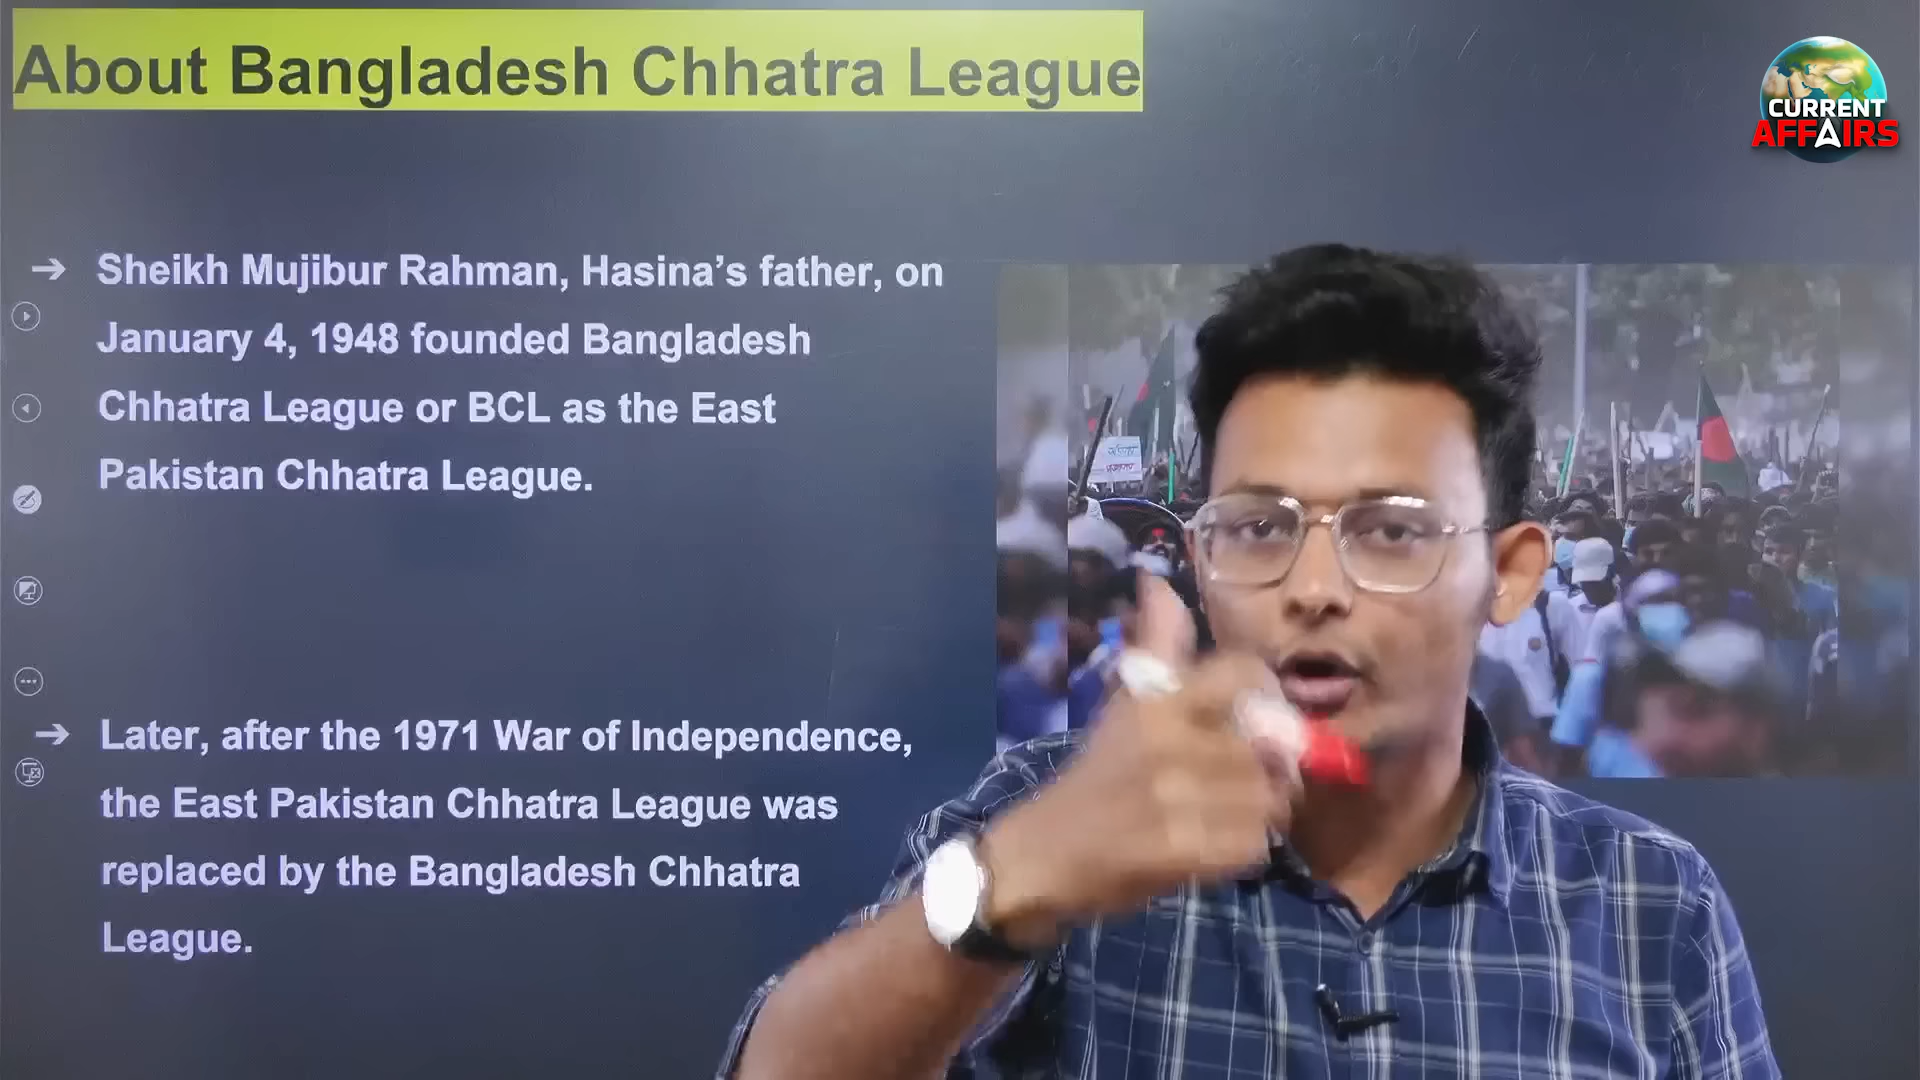 About Bangladesh Chhatra League
CURRENT
AFFAIRS
➔ Sheikh Mujibur Rahman, Hasina’s father, on
January 4, 1948 founded Bangladesh
Chhatra League or BCL as the East
Pakistan Chhatra League.
➔ Later, after the 1971 War of Independence,
the East Pakistan Chhatra League was
replaced by the Bangladesh Chhatra
League.